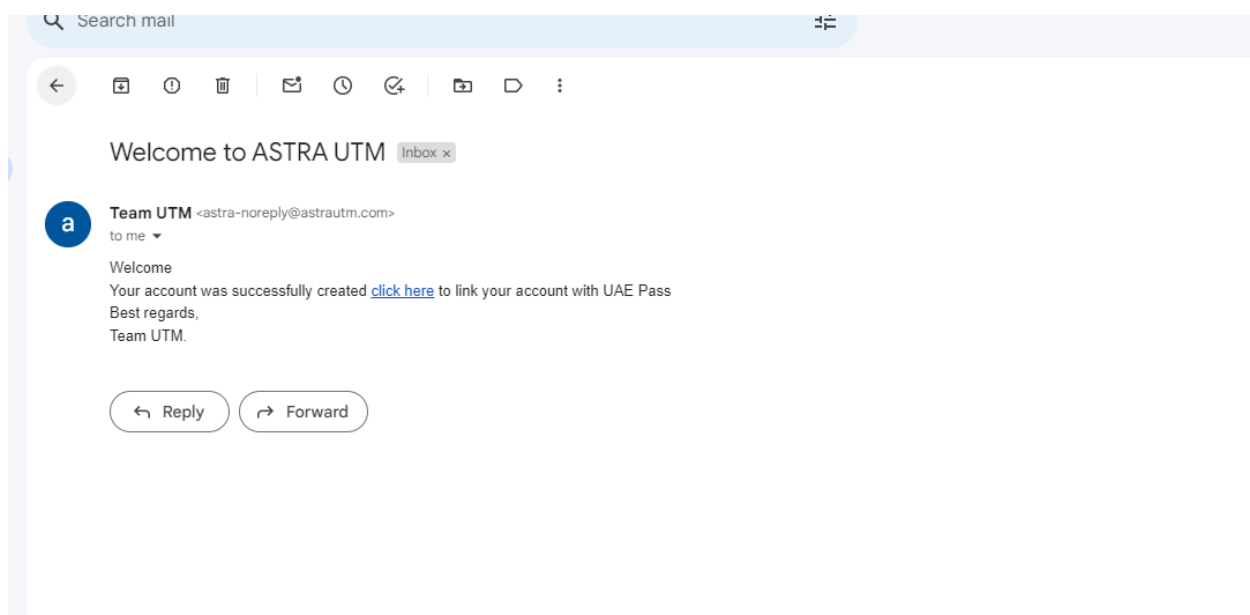 Search mail
Welcome to ASTRA UTM Inbox ×
a
Team UTM <astra-noreply@astrautm.com>
to me
Welcome
Your account was successfully created click here to link your account with UAE Pass
Best regards,
Team UTM.
Reply Forward